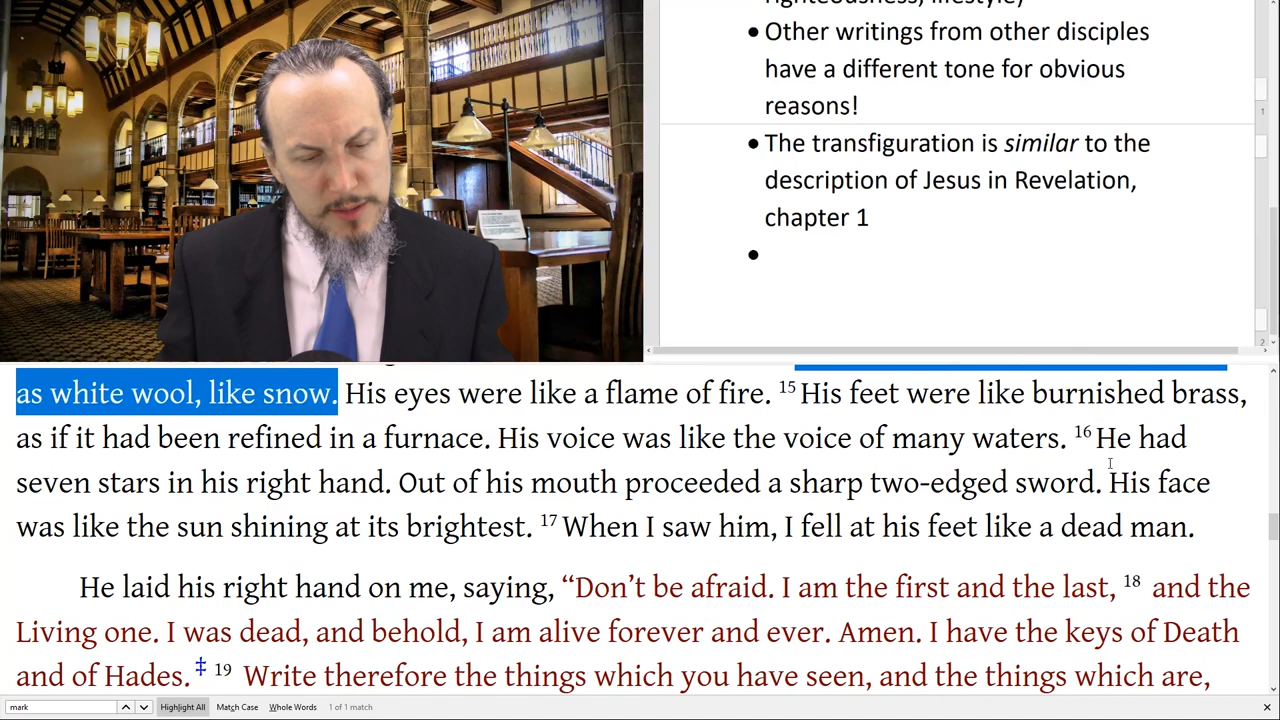 righteousness, lifestyle)
• Other writings from other disciples
have a different tone for obvious
reasons!
• The transfiguration is similar to the
description of Jesus in Revelation,
chapter 1
•
1
2
as white wool, like snow. His eyes were like a flame of fire. 15 His feet were like burnished brass,
as if it had been refined in a furnace. His voice was like the voice of many waters. 16 He had
seven stars in his right hand. Out of his mouth proceeded a sharp two-edged sword. His face
was like the sun shining at its brightest. 17 When I saw him, I fell at his feet like a dead man.
He laid his right hand on me, saying, “Don’t be afraid. I am the first and the last, 18 and the
Living one. I was dead, and behold, I am alive forever and ever. Amen. I have the keys of Death
and of Hades.‡ 19 Write therefore the things which you have seen, and the things which are,
mark Highlight All Match Case Whole Words 1 of 1 match